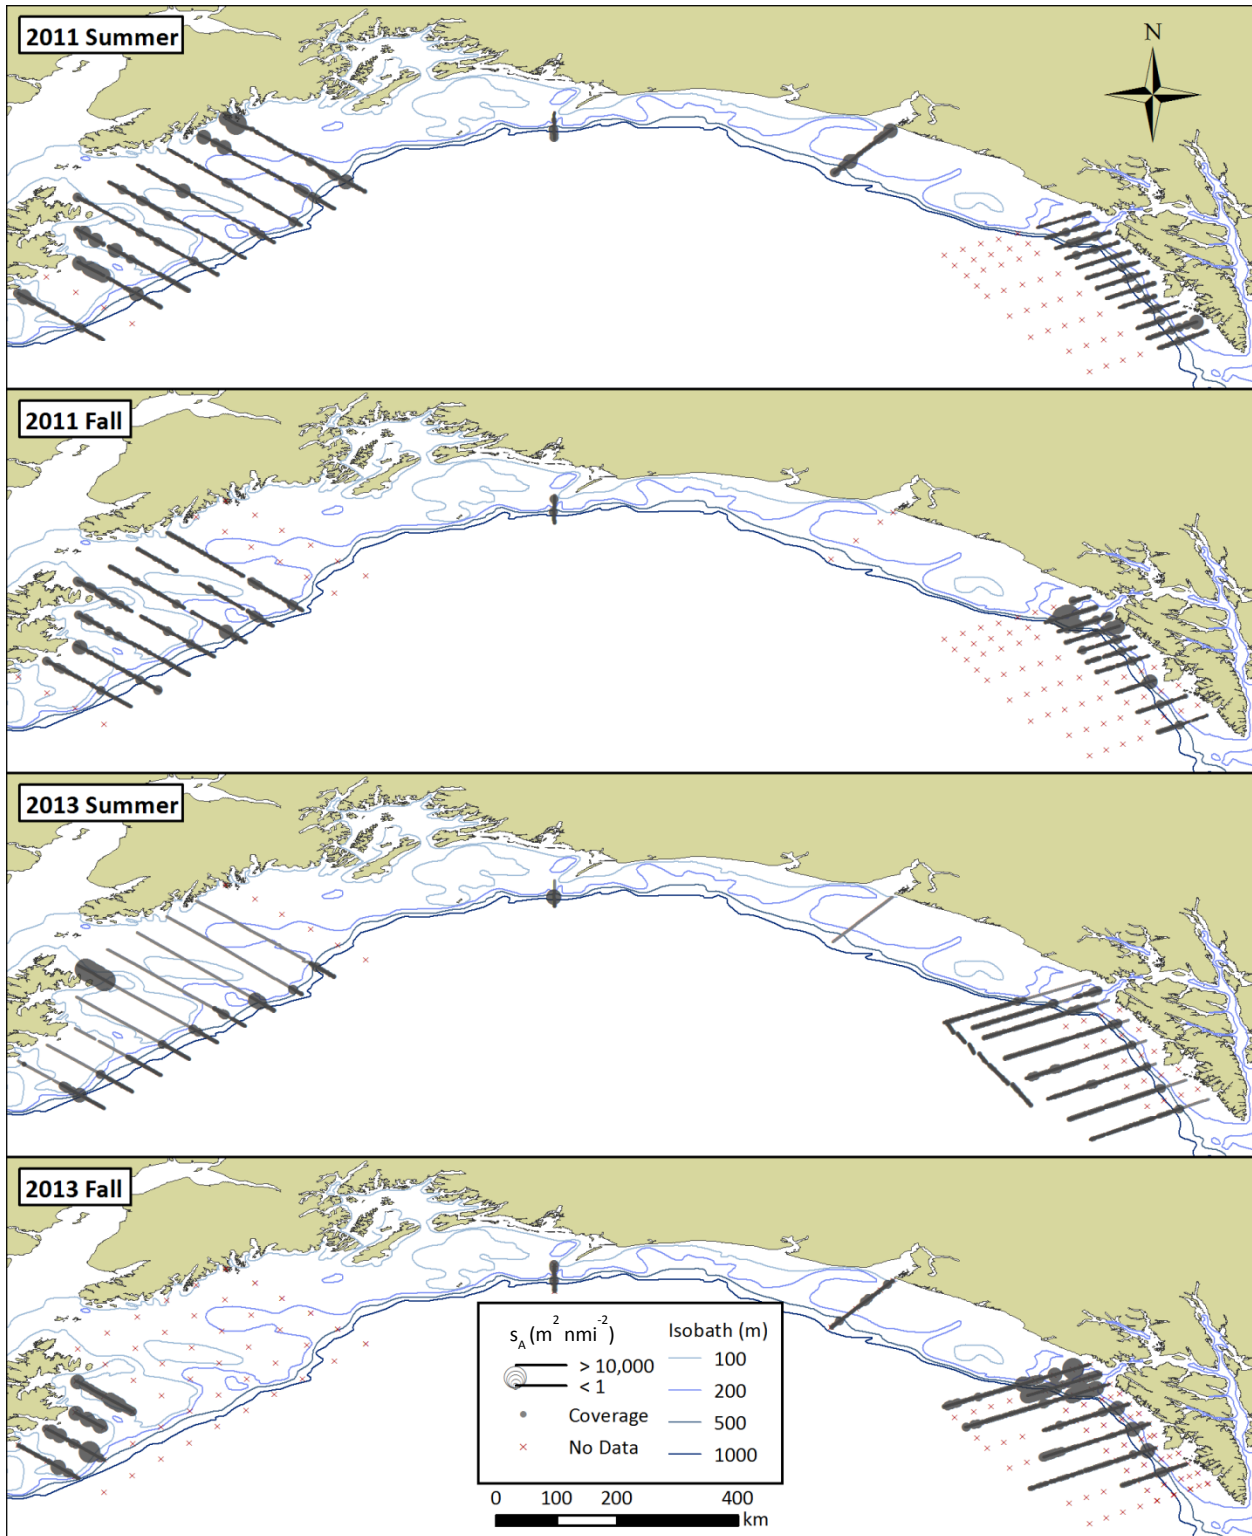 2011 Summer
N
2011 Fall
2013 Summer
2013 Fall
s_A (m² nmi⁻²)
> 10,000
< 1
Coverage
No Data
Isobath (m)
100
200
500
1000
0 100 200 400
km